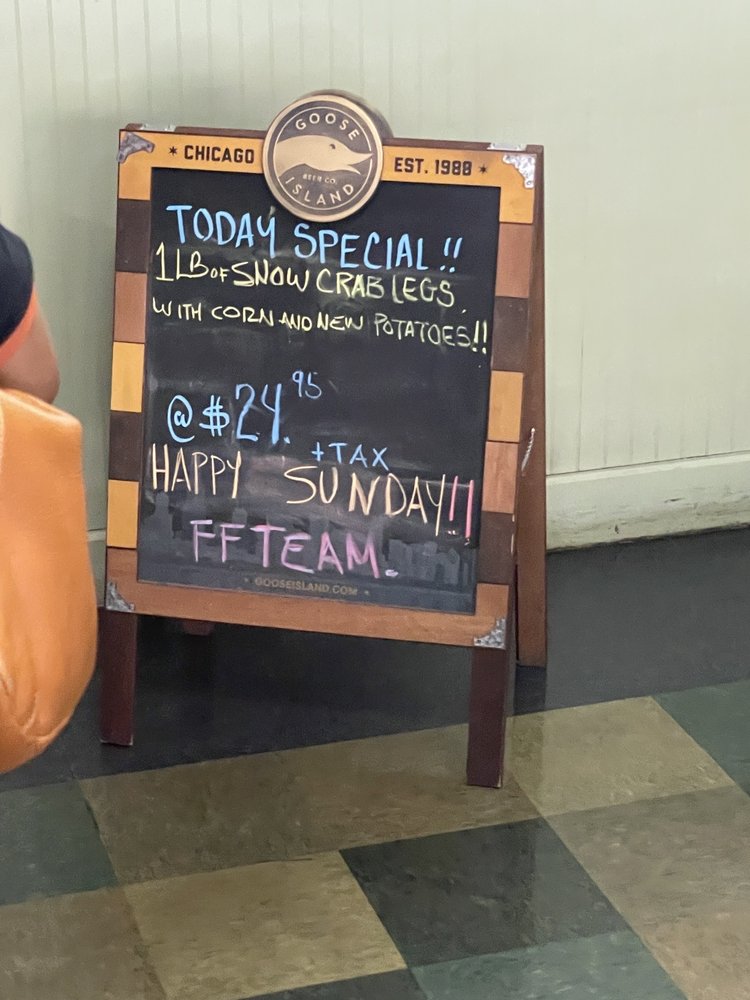 GOOSE
BEER CO.
ISLAND
* CHICAGO
EST. 1988 *
TODAY SPECIAL!!
1LB OF SNOW CRAB LEGS.
WITH CORN AND NEW POTATOES!!
@ $24.95
+TAX
HAPPY SUNDAY!!
FF TEAM.
* GOOSEISLAND.COM *